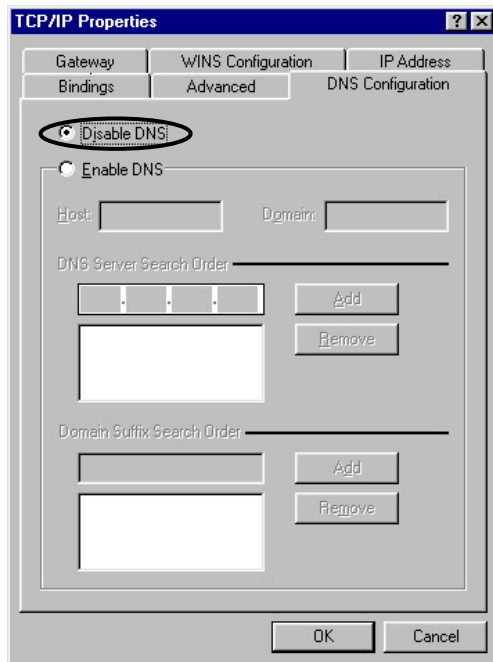 TCP/IP Properties
Gateway WINS Configuration IP Address
Bindings Advanced DNS Configuration
Disable DNS
Enable DNS
Host: Domain:
DNS Server Search Order
Add
Remove
Domain Suffix Search Order
Add
Remove
OK Cancel